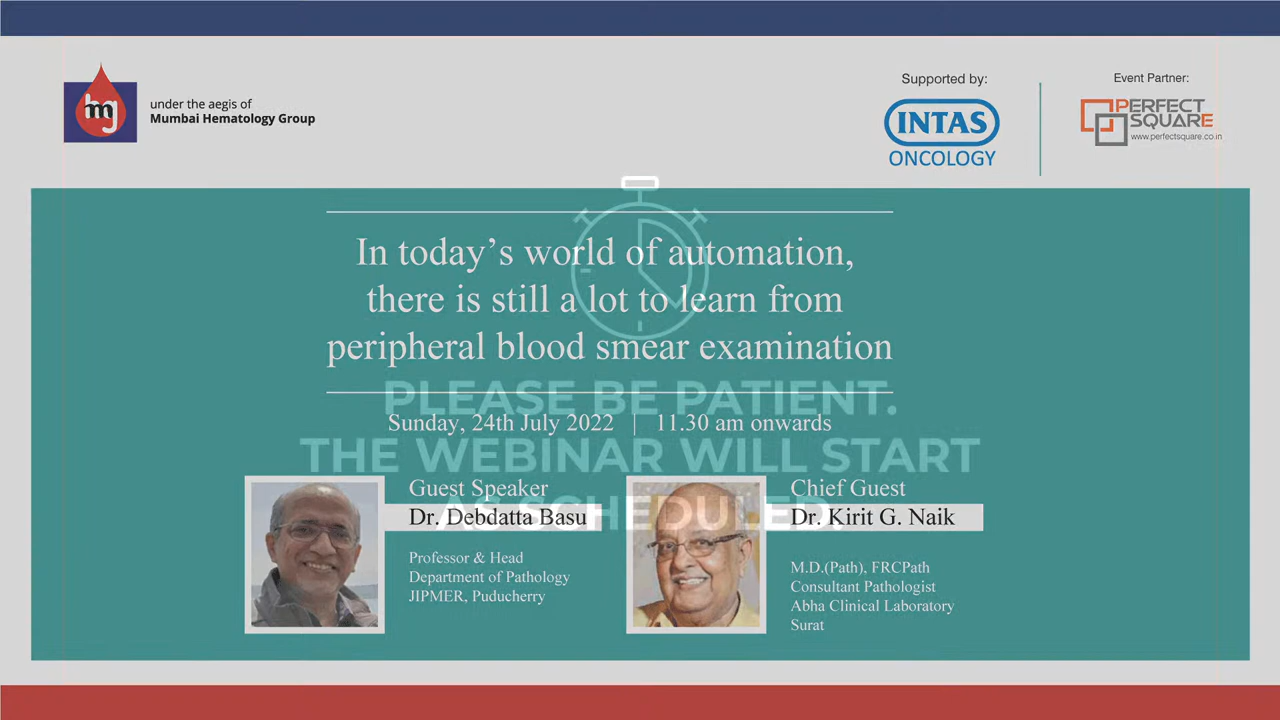 mg
under the aegis of
Mumbai Hematology Group
Supported by:
INTAS
ONCOLOGY
Event Partner:
PERFECT
SQUARE
www.perfectsquare.co.in
In today’s world of automation,
there is still a lot to learn from
peripheral blood smear examination
Sunday, 24th July 2022 | 11.30 am onwards
PLEASE BE PATIENT.
THE WEBINAR WILL START
AS SCHEDULED.
Guest Speaker
Dr. Debdatta Basu
Professor & Head
Department of Pathology
JIPMER, Puducherry
Chief Guest
Dr. Kirit G. Naik
M.D.(Path), FRCPath
Consultant Pathologist
Abha Clinical Laboratory
Surat